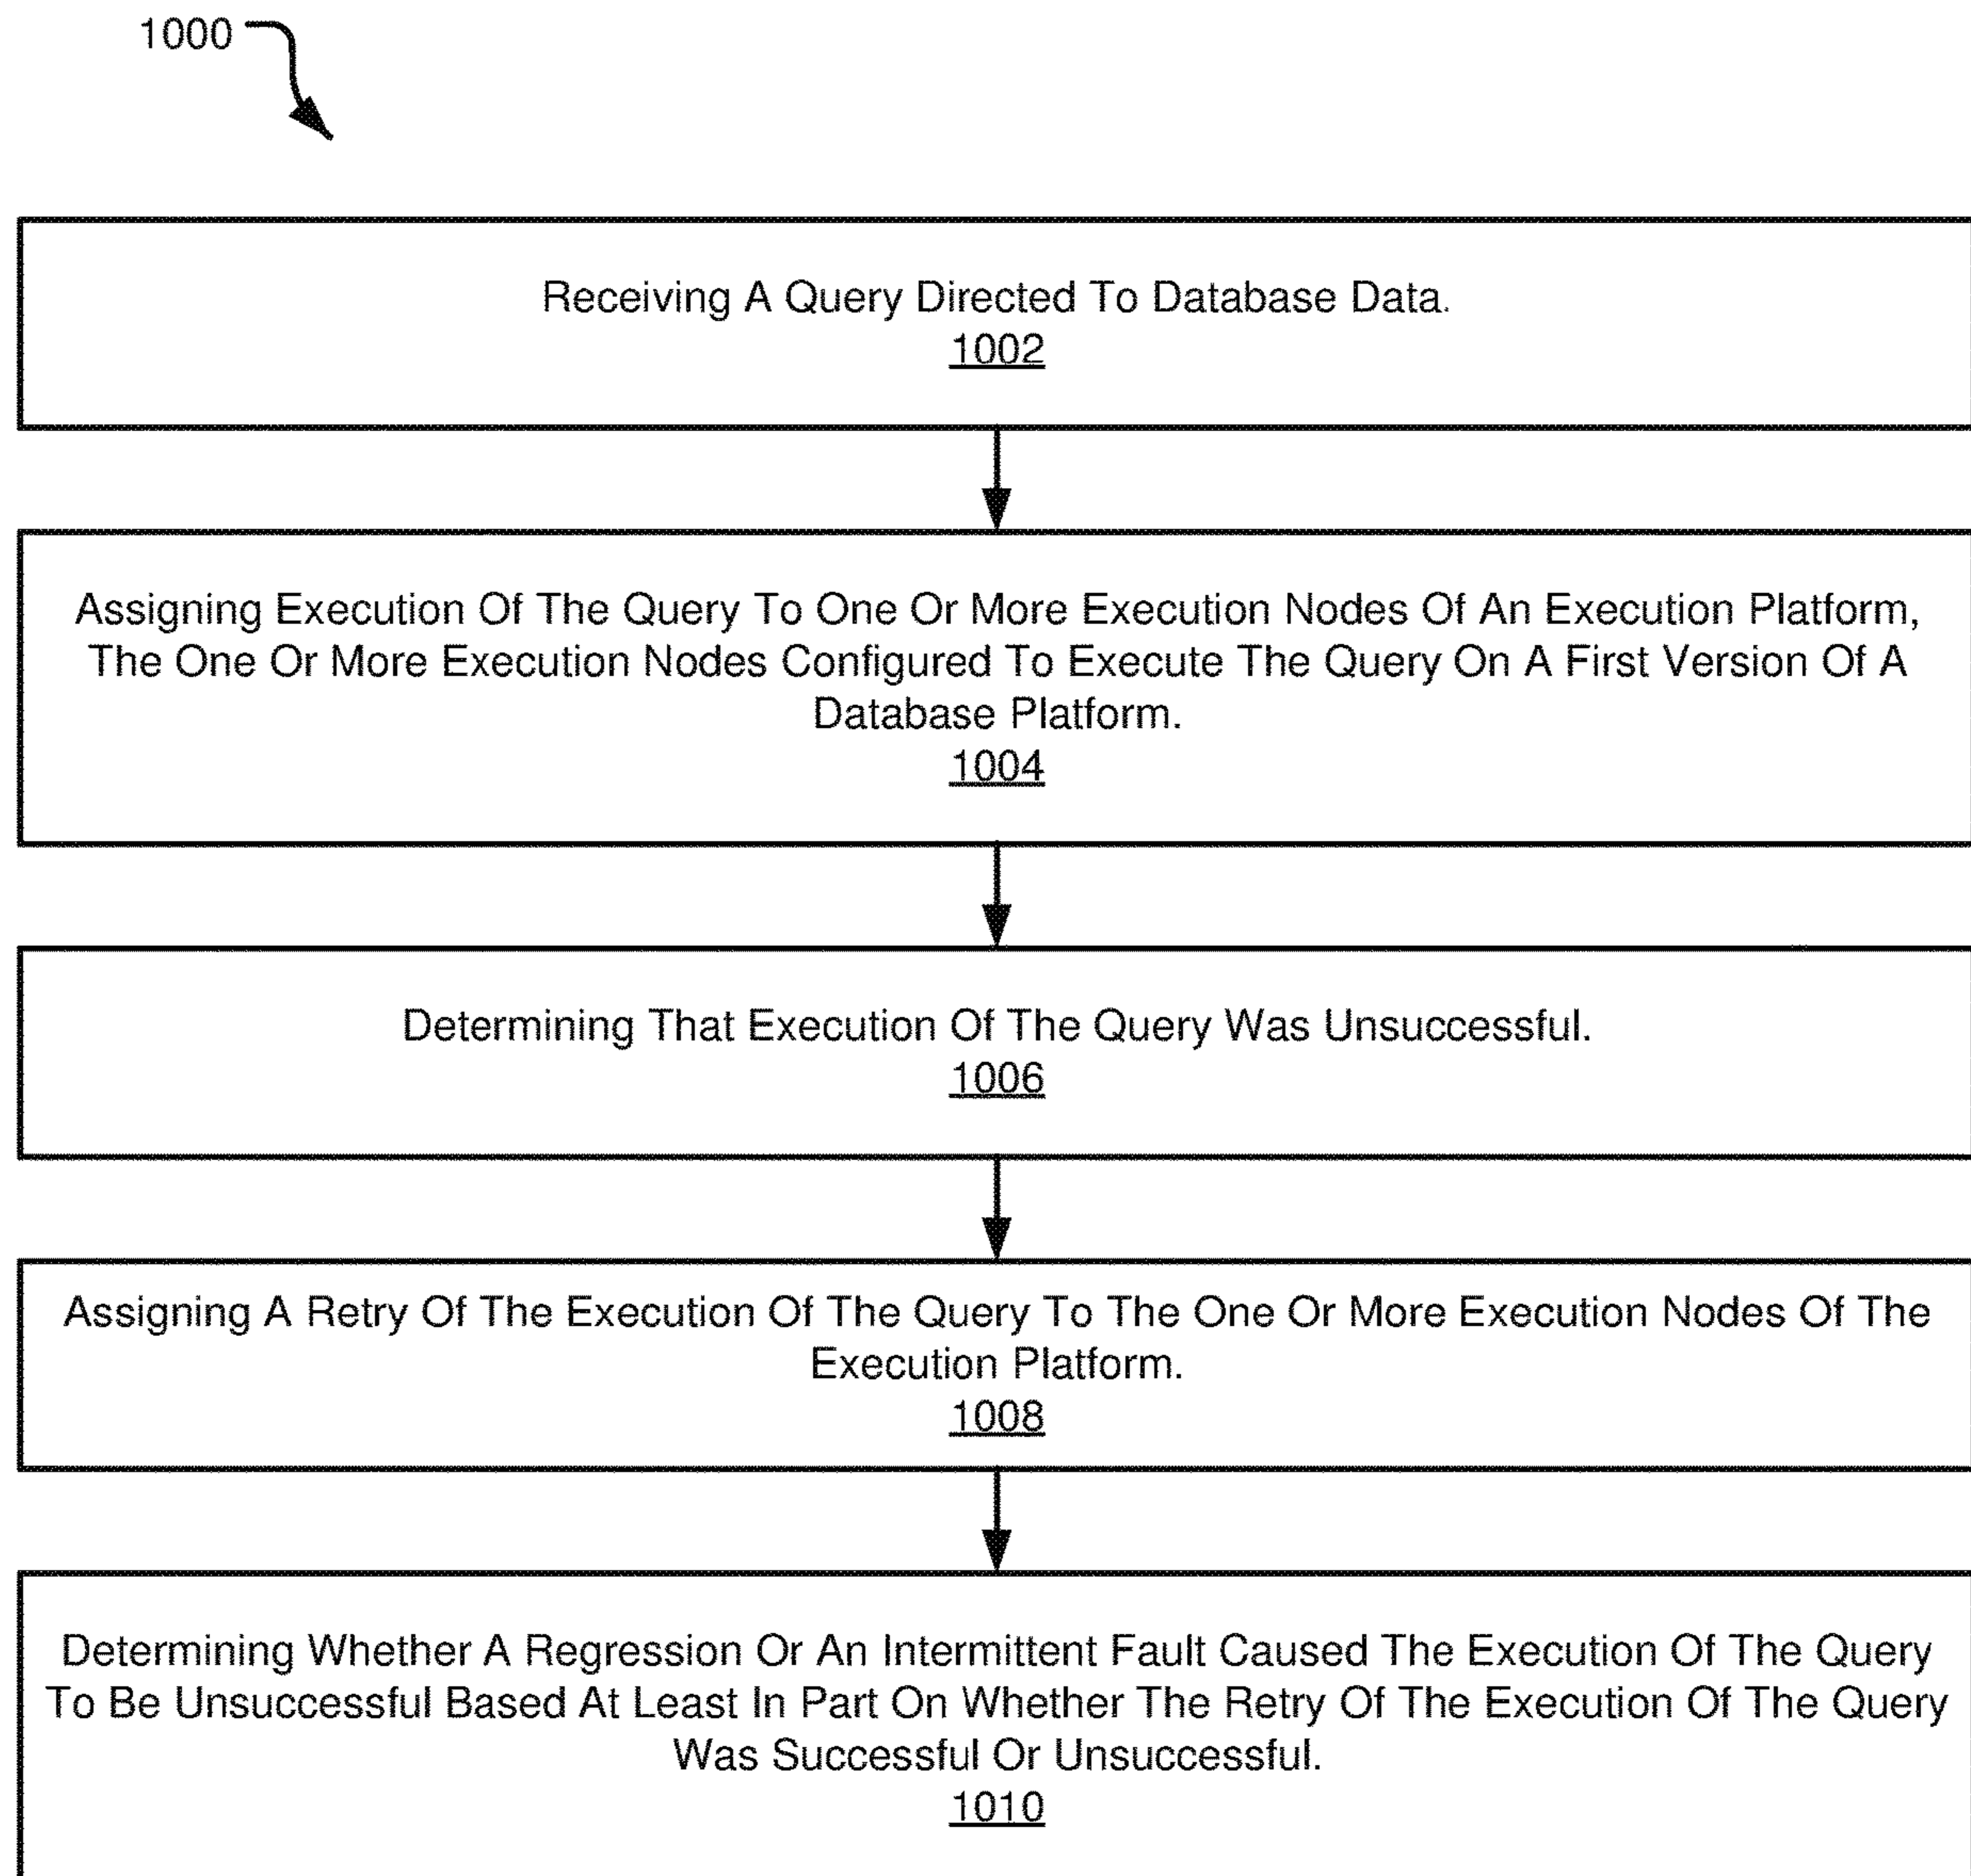 1000
Receiving A Query Directed To Database Data.
1002
Assigning Execution Of The Query To One Or More Execution Nodes Of An Execution Platform,
The One Or More Execution Nodes Configured To Execute The Query On A First Version Of A
Database Platform.
1004
Determining That Execution Of The Query Was Unsuccessful.
1006
Assigning A Retry Of The Execution Of The Query To The One Or More Execution Nodes Of The
Execution Platform.
1008
Determining Whether A Regression Or An Intermittent Fault Caused The Execution Of The Query
To Be Unsuccessful Based At Least In Part On Whether The Retry Of The Execution Of The Query
Was Successful Or Unsuccessful.
1010